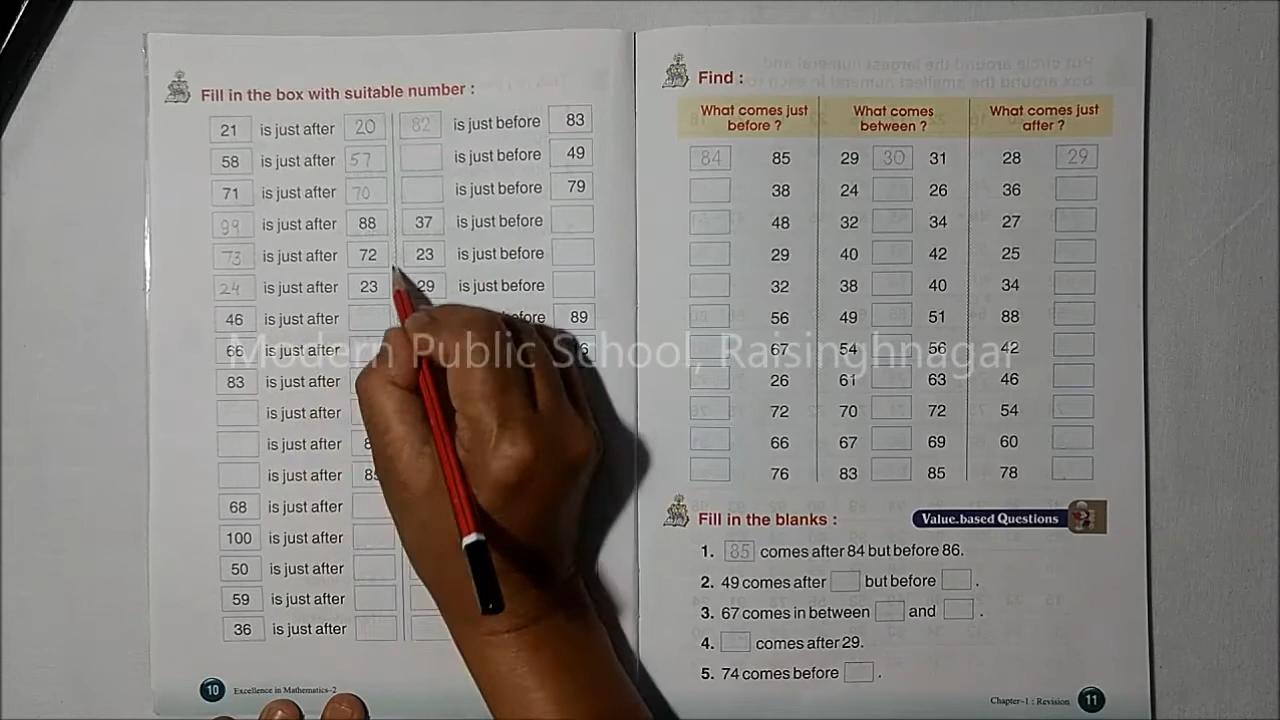 Fill in the box with suitable number :
21 is just after 20
58 is just after 57
71 is just after 70
99 is just after 88
73 is just after 72
24 is just after 23
46 is just after
66 is just after
83 is just after
is just after
is just after
is just after
68 is just after
100 is just after
50 is just after
59 is just after
36 is just after
82 is just before 83
is just before 49
is just before 79
37 is just before
23 is just before
29 is just before
before 89
10 Excellence in Mathematics-2
Find :
What comes just before ?
What comes between ?
What comes just after ?
84 85 29 30 31 28 29
38 24 26 36
48 32 34 27
29 40 42 25
32 38 40 34
56 49 51 88
67 54 56 42
26 61 63 46
72 70 72 54
66 67 69 60
76 83 85 78
Fill in the blanks :
Value.based Questions
1. 85 comes after 84 but before 86.
2. 49 comes after but before .
3. 67 comes in between and .
4. comes after 29.
5. 74 comes before .
Chapter-1 : Revision 11
Modern Public School, Raisinghnagar